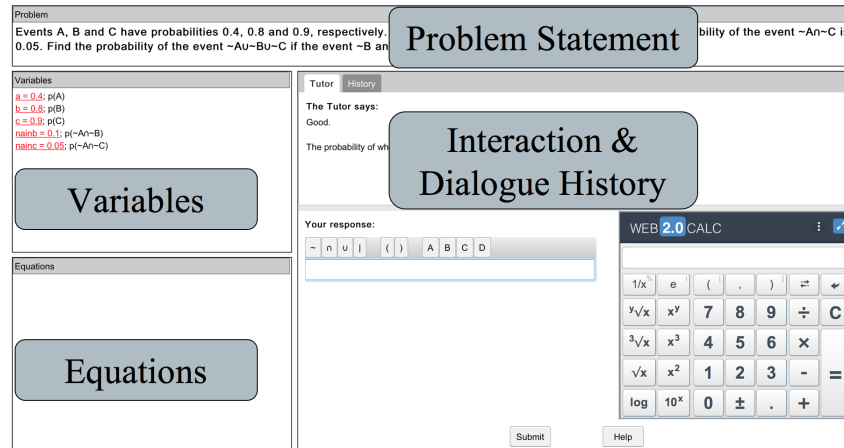 Problem
Events A, B and C have probabilities 0.4, 0.8 and 0.9, respectively. bility of the event ~A∩~C is
0.05. Find the probability of the event ~A∪~B∪~C if the event ~B an
Problem Statement
Variables
a = 0.4; p(A)
b = 0.8; p(B)
c = 0.9; p(C)
nainb = 0.1; p(~A∩~B)
nainc = 0.05; p(~A∩~C)
Variables
Tutor History
The Tutor says:
Good.
The probability of wh
Interaction &
Dialogue History
Your response:
~ ∩ ∪ | ( ) A B C D
Equations
Equations
WEB 2.0 CALC
1/x % e i ( [ , ) ]
ʸ√x xʸ 7 8 9 ÷ C
³√x x³ 4 5 6 ×
√x x² 1 2 3 - =
log 10ˣ 0 ± . +
Submit Help